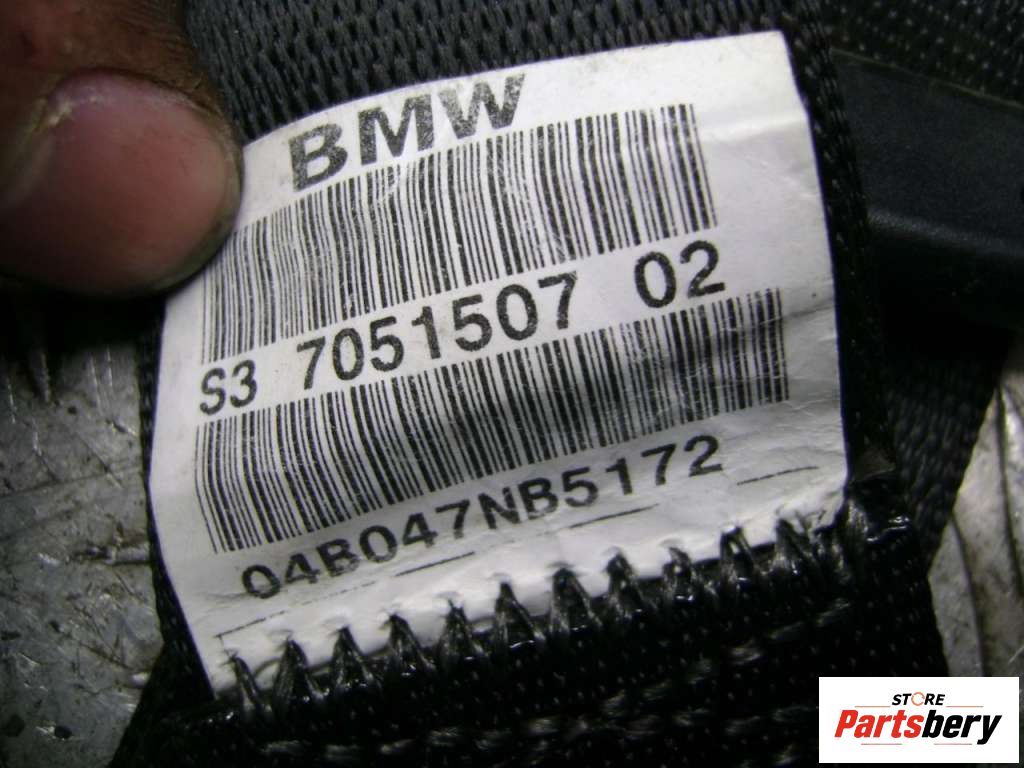 BMW
S3 7051507 02
04B047NB5172
STORE
Partsbery